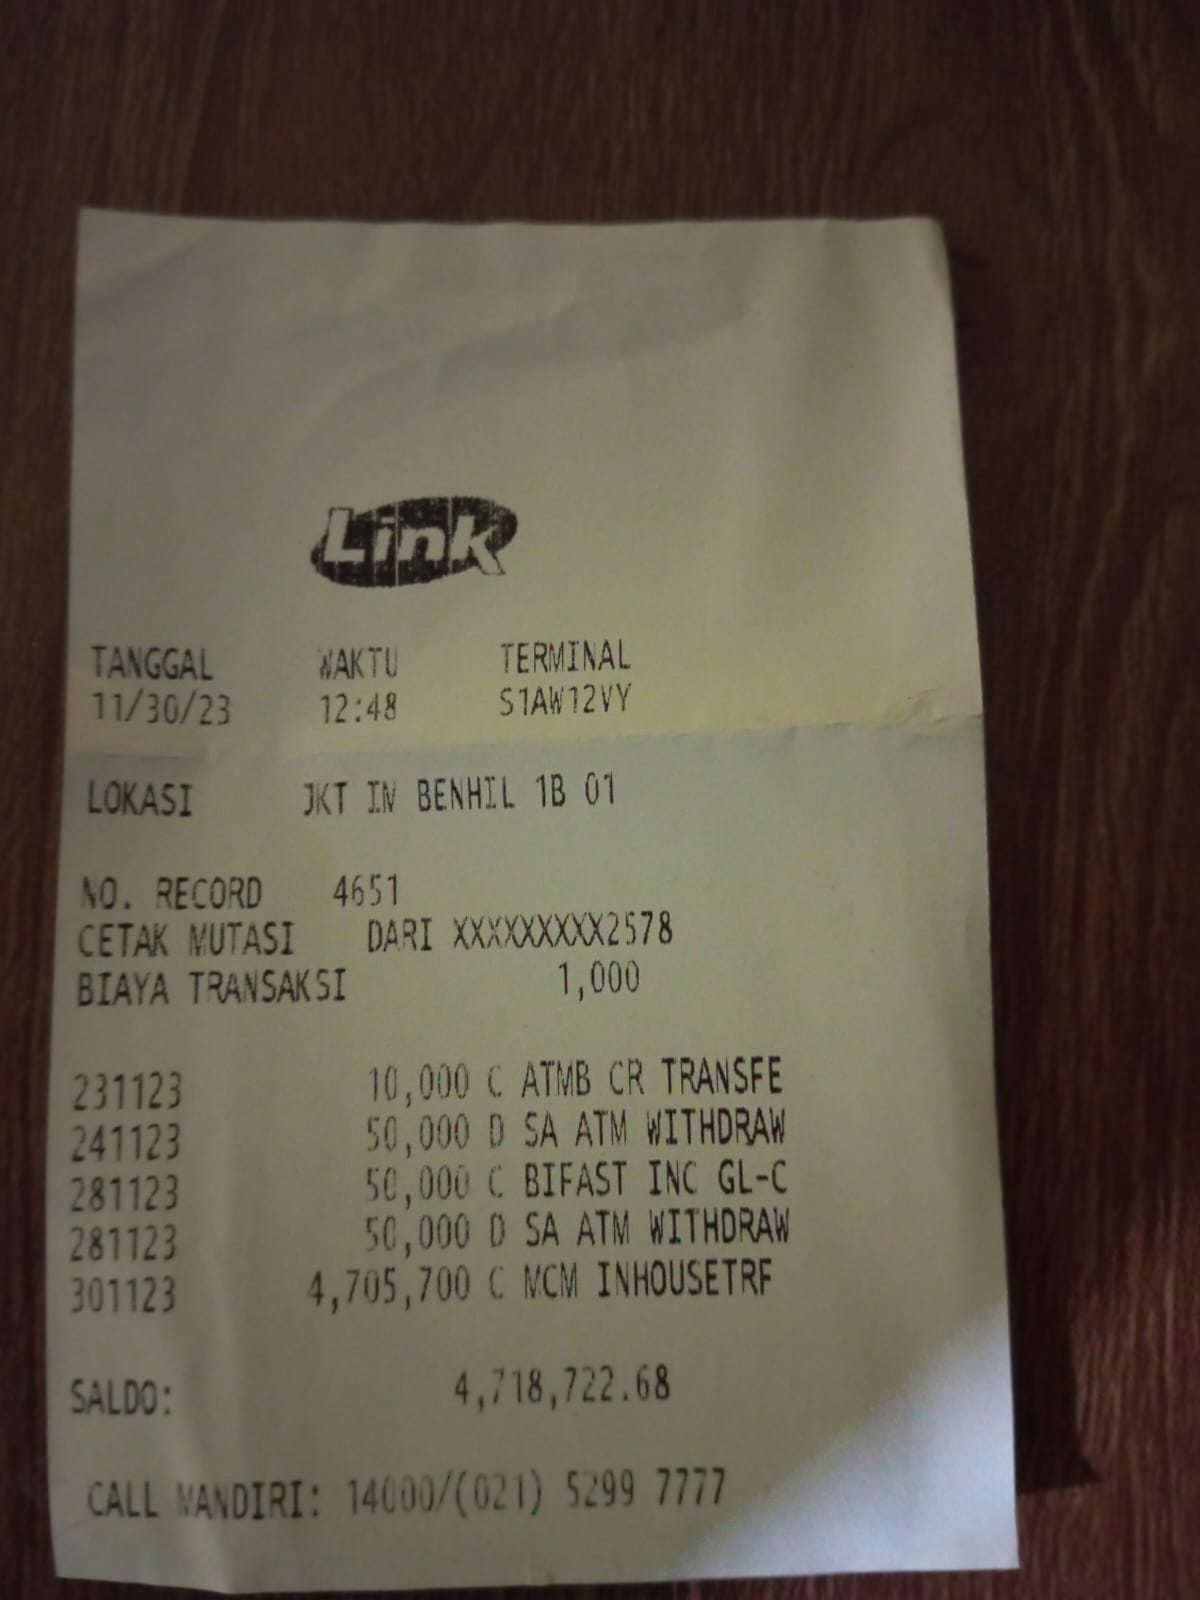 Link
TANGGAL WAKTU TERMINAL
11/30/23 12:48 S1AW12VY
LOKASI JKT IN BENHIL 1B 01
NO. RECORD 4651
CETAK MUTASI DARI XXXXXXXXX2578
BIAYA TRANSAKSI 1,000
231123 10,000 C ATMB CR TRANSFE
241123 50,000 D SA ATM WITHDRAW
281123 50,000 C BIFAST INC GL-C
281123 50,000 D SA ATM WITHDRAW
301123 4,705,700 C MCM INHOUSETRF
SALDO: 4,718,722.68
CALL MANDIRI: 14000/(021) 5299 7777